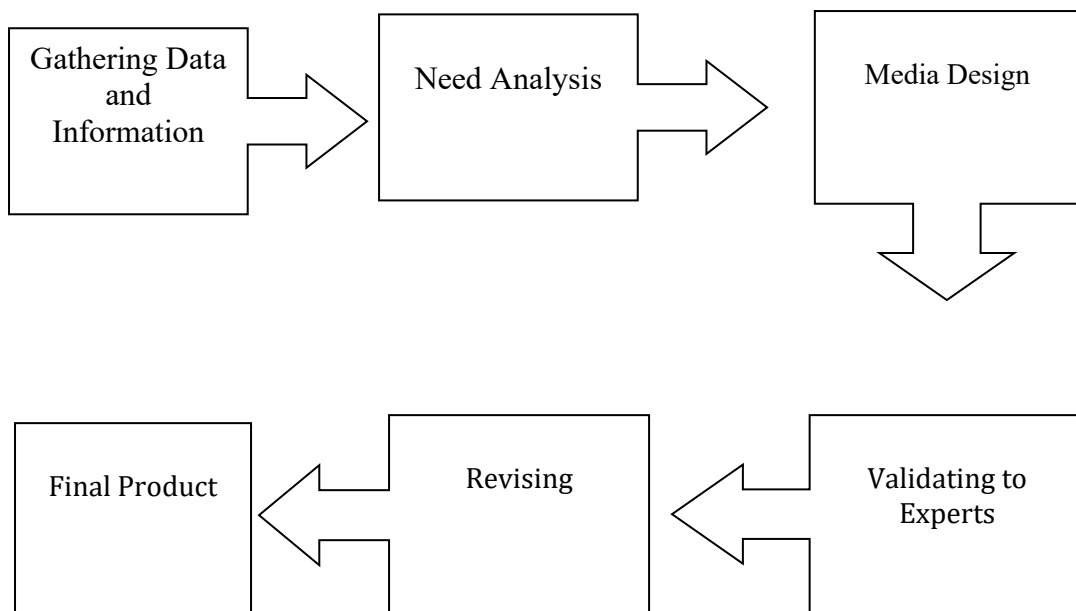 Gathering Data
and
Information
Need Analysis
Media Design
Validating to
Experts
Revising
Final Product